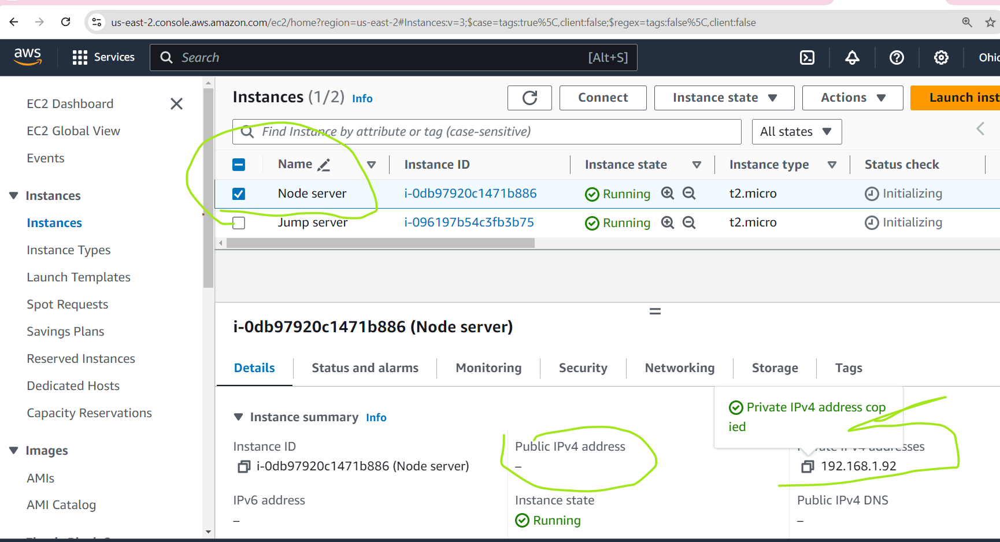 us-east-2.console.aws.amazon.com/ec2/home?region=us-east-2#Instances:v=3;$case=tags:true%5C,client:false;$regex=tags:false%5C,client:false
aws
Services
Search
[Alt+S]
EC2 Dashboard
EC2 Global View
Events
Instances
Instances
Instance Types
Launch Templates
Spot Requests
Savings Plans
Reserved Instances
Dedicated Hosts
Capacity Reservations
Images
AMIs
AMI Catalog
Instances (1/2) Info
Connect
Instance state
Actions
Launch inst
Find Instance by attribute or tag (case-sensitive)
All states
Name Instance ID Instance state Instance type Status check
Node server i-0db97920c1471b886 Running t2.micro Initializing
Jump server i-096197b54c3fb3b75 Running t2.micro Initializing
i-0db97920c1471b886 (Node server)
Details Status and alarms Monitoring Security Networking Storage Tags
Private IPv4 address cop
ied
Instance summary Info
Instance ID
i-0db97920c1471b886 (Node server)
Public IPv4 address
–
Private IPv4 addresses
192.168.1.92
IPv6 address
–
Instance state
Running
Public IPv4 DNS
–